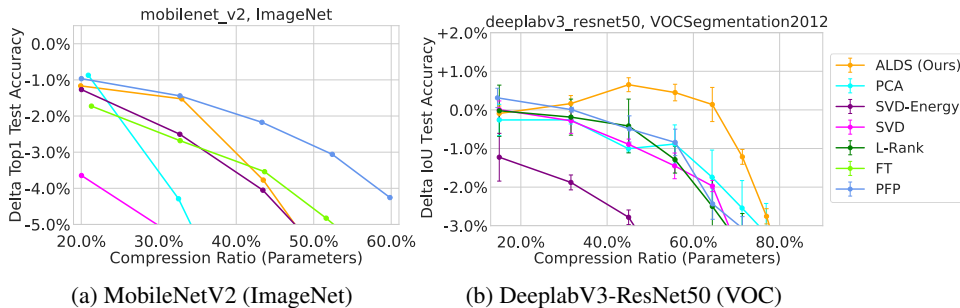 mobilenet_v2, ImageNet
Delta Top1 Test Accuracy
0.0%
-1.0%
-2.0%
-3.0%
-4.0%
-5.0%
20.0% 30.0% 40.0% 50.0% 60.0%
Compression Ratio (Parameters)
(a) MobileNetV2 (ImageNet)
deeplabv3_resnet50, VOCSegmentation2012
Delta IoU Test Accuracy
+2.0%
+1.0%
0.0%
-1.0%
-2.0%
-3.0%
20.0% 40.0% 60.0% 80.0%
Compression Ratio (Parameters)
(b) DeeplabV3-ResNet50 (VOC)
ALDS (Ours)
PCA
SVD-Energy
SVD
L-Rank
FT
PFP